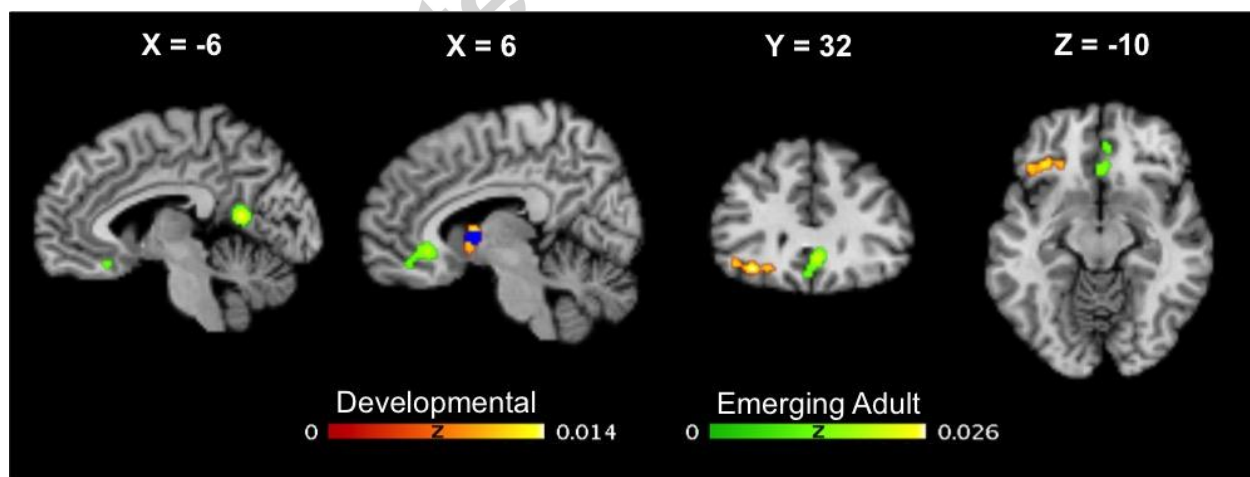 X = -6
X = 6
Y = 32
Z = -10
Developmental
0 Z 0.014
Emerging Adult
0 Z 0.026